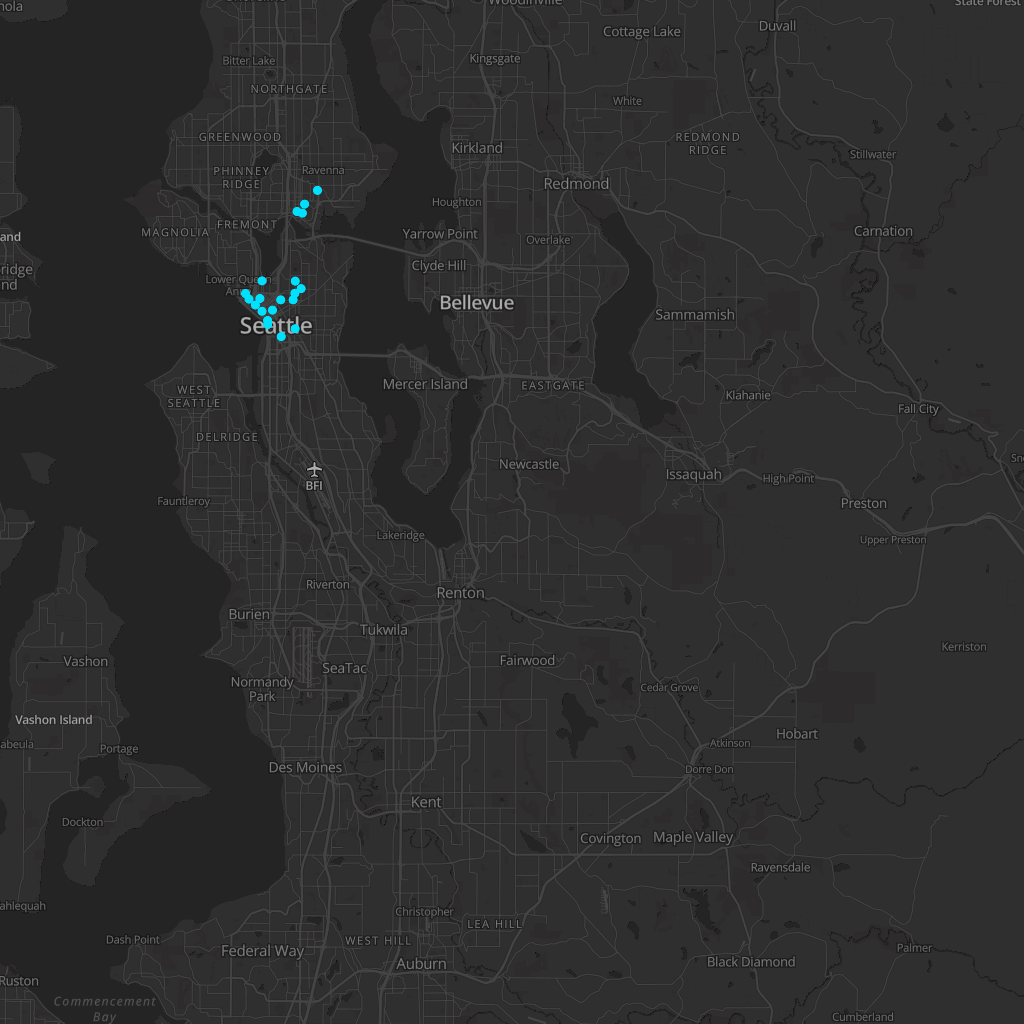 Woodinville
State Forest
Duvall
Cottage Lake
Bitter Lake
Kingsgate
NORTHGATE
White
GREENWOOD
REDMOND
RIDGE
Kirkland
Stillwater
PHINNEY
RIDGE
Ravenna
Redmond
Houghton
MAGNOLIA
FREMONT
Yarrow Point
Overlake
Carnation
Clyde Hill
Lower Queen
Bellevue
Sammamish
Seattle
Mercer Island
EASTGATE
WEST
SEATTLE
Klahanie
Fall City
DELRIDGE
Newcastle
Issaquah
High Point
BFI
Fauntleroy
Preston
Lakeridge
Upper Preston
Riverton
Renton
Burien
Tukwila
Kerriston
Vashon
SeaTac
Fairwood
Normandy
Park
Cedar Grove
Vashon Island
Hobart
Portage
Atkinson
Des Moines
Dorre Don
Kent
Dockton
Covington
Maple Valley
Ravensdale
ahlequah
Christopher
LEA HILL
Dash Point
WEST HILL
Federal Way
Palmer
Auburn
Black Diamond
Ruston
Commencement
Bay
Cumberland